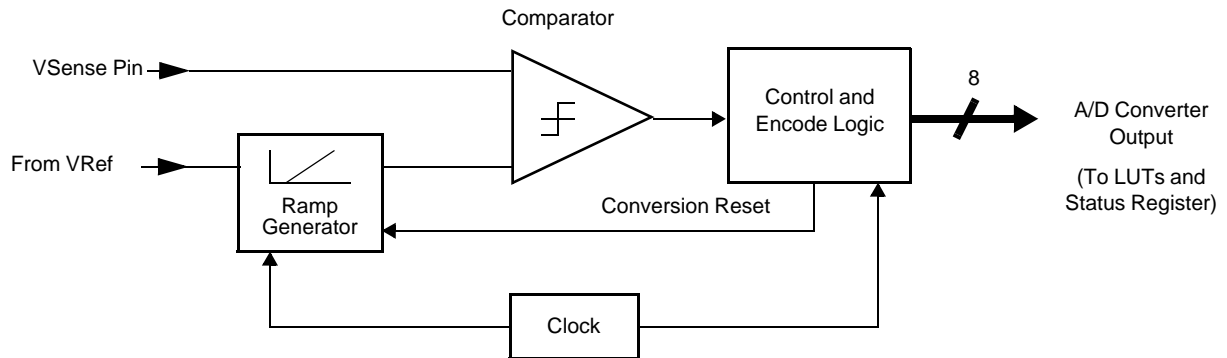 Comparator
VSense Pin
8
Control and
Encode Logic
A/D Converter
Output
(To LUTs and
Status Register)
From VRef
Ramp
Generator
Conversion Reset
Clock